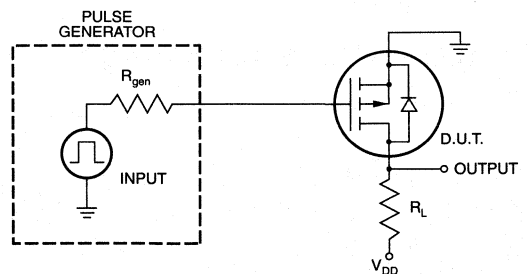 PULSE
GENERATOR
Rgen
INPUT
D.U.T.
OUTPUT
RL
VDD